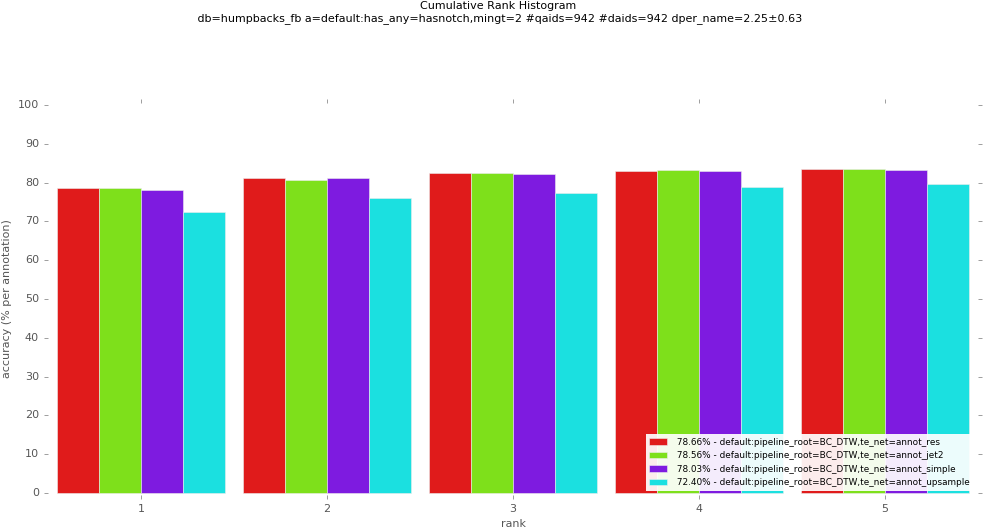 Cumulative Rank Histogram
db=humpbacks_fb a=default:has_any=hasnotch,mingt=2 #qaids=942 #daids=942 dper_name=2.25±0.63
100
90
80
70
60
50
40
30
20
10
0
accuracy (% per annotation)
78.66% - default:pipeline_root=BC_DTW,te_net=annot_res
78.56% - default:pipeline_root=BC_DTW,te_net=annot_jet2
78.03% - default:pipeline_root=BC_DTW,te_net=annot_simple
72.40% - default:pipeline_root=BC_DTW,te_net=annot_upsample
1 2 3 4 5
rank